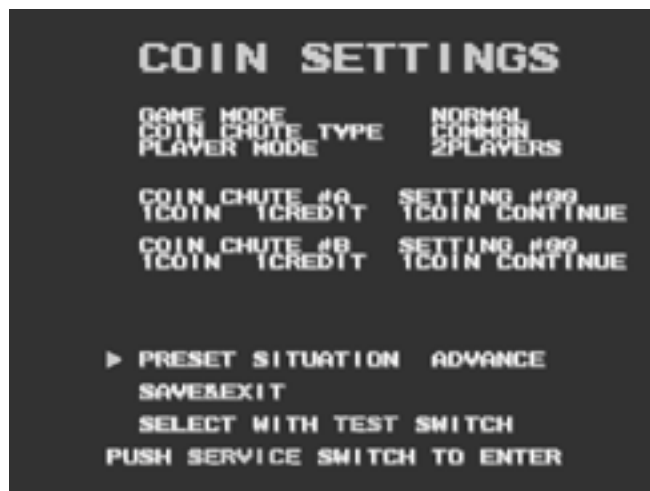 COIN SETTINGS
GAME MODE NORMAL
COIN CHUTE TYPE COMMON
PLAYER MODE 2PLAYERS
COIN CHUTE #A SETTING #00
1COIN 1CREDIT 1COIN CONTINUE
COIN CHUTE #B SETTING #00
1COIN 1CREDIT 1COIN CONTINUE
▶ PRESET SITUATION ADVANCE
SAVE&EXIT
SELECT WITH TEST SWITCH
PUSH SERVICE SWITCH TO ENTER